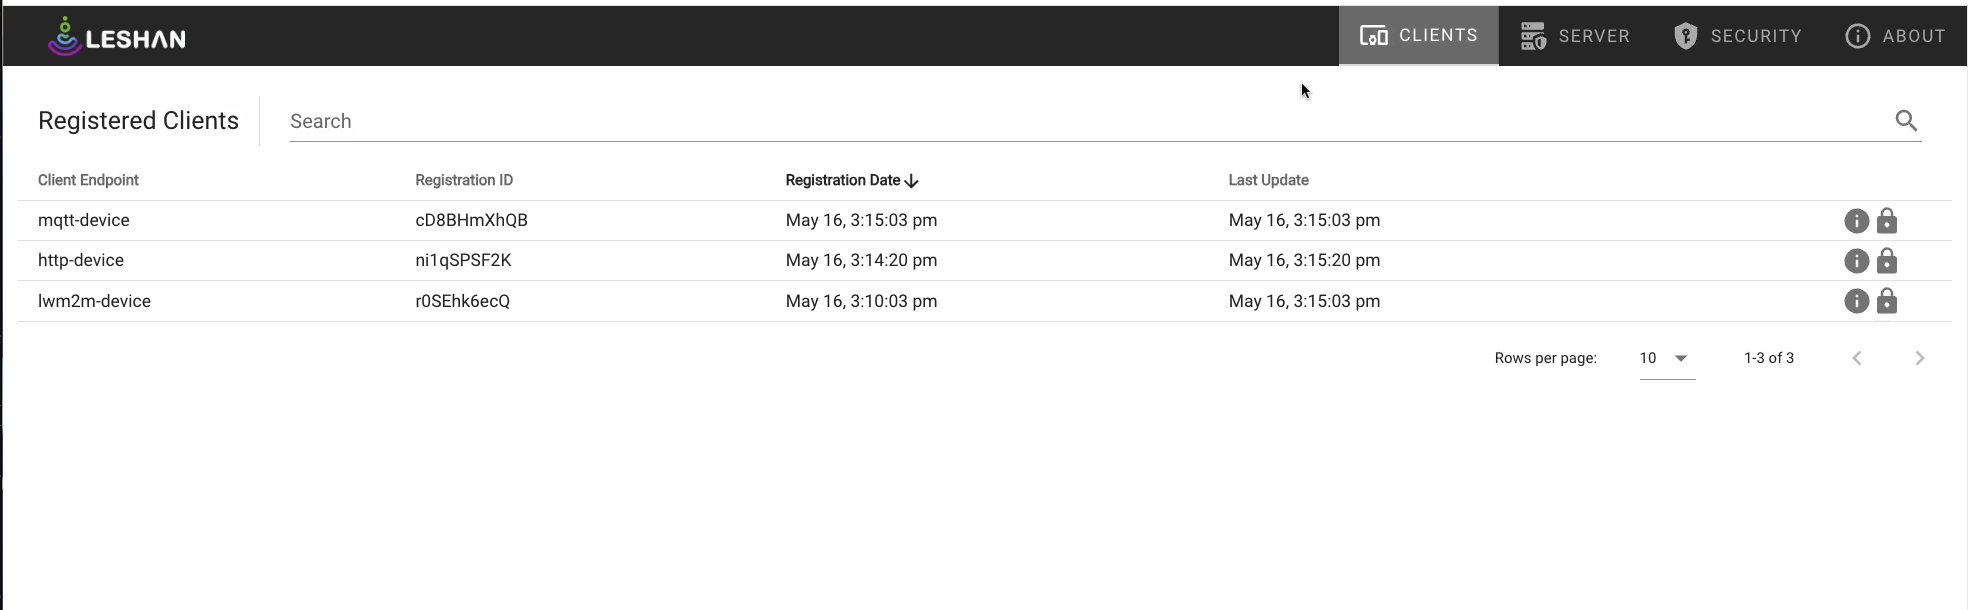 LESHAN CLIENTS SERVER SECURITY ABOUT
Registered Clients Search
Client Endpoint Registration ID Registration Date Last Update
mqtt-device cD8BHmXhQB May 16, 3:15:03 pm May 16, 3:15:03 pm
http-device ni1qSPSF2K May 16, 3:14:20 pm May 16, 3:15:20 pm
lwm2m-device r0SEhk6ecQ May 16, 3:10:03 pm May 16, 3:15:03 pm
Rows per page: 10 1-3 of 3